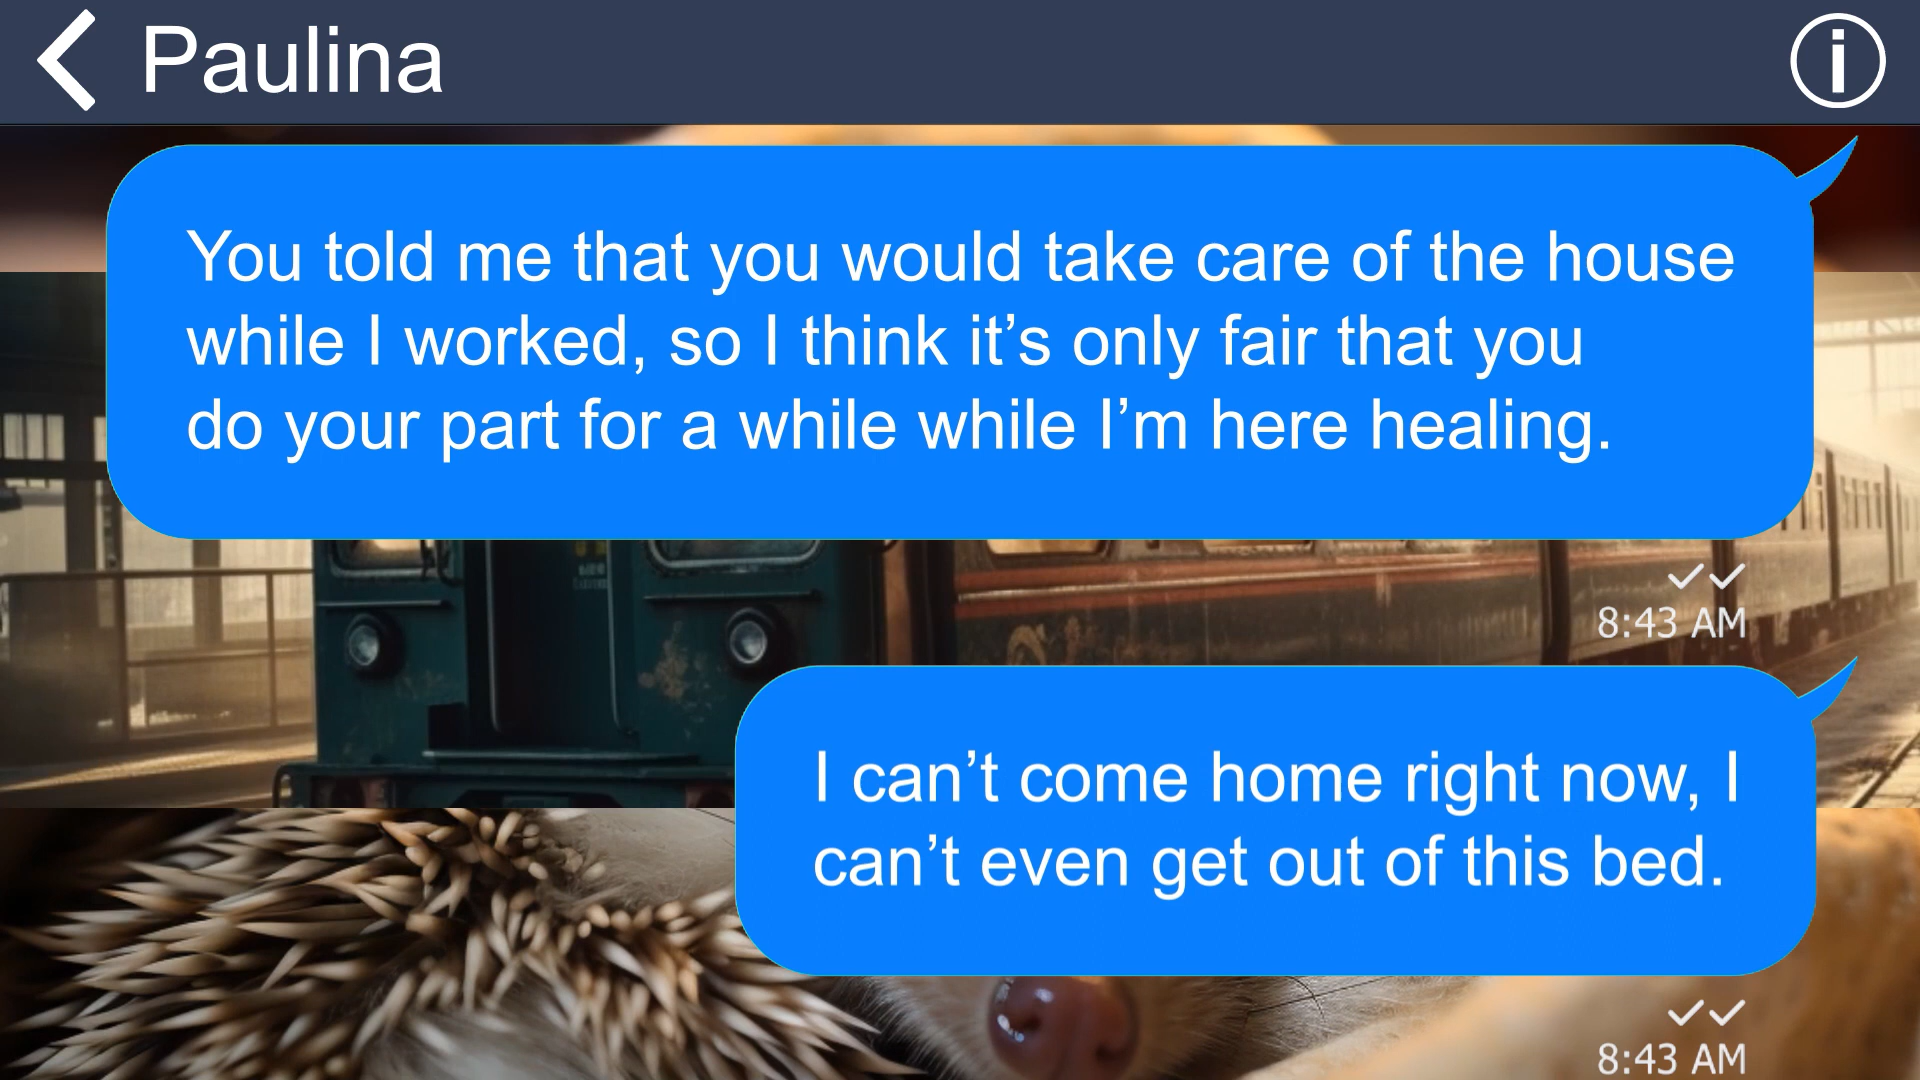 Paulina
You told me that you would take care of the house
while I worked, so I think it’s only fair that you
do your part for a while while I’m here healing.
8:43 AM
I can’t come home right now, I
can’t even get out of this bed.
8:43 AM